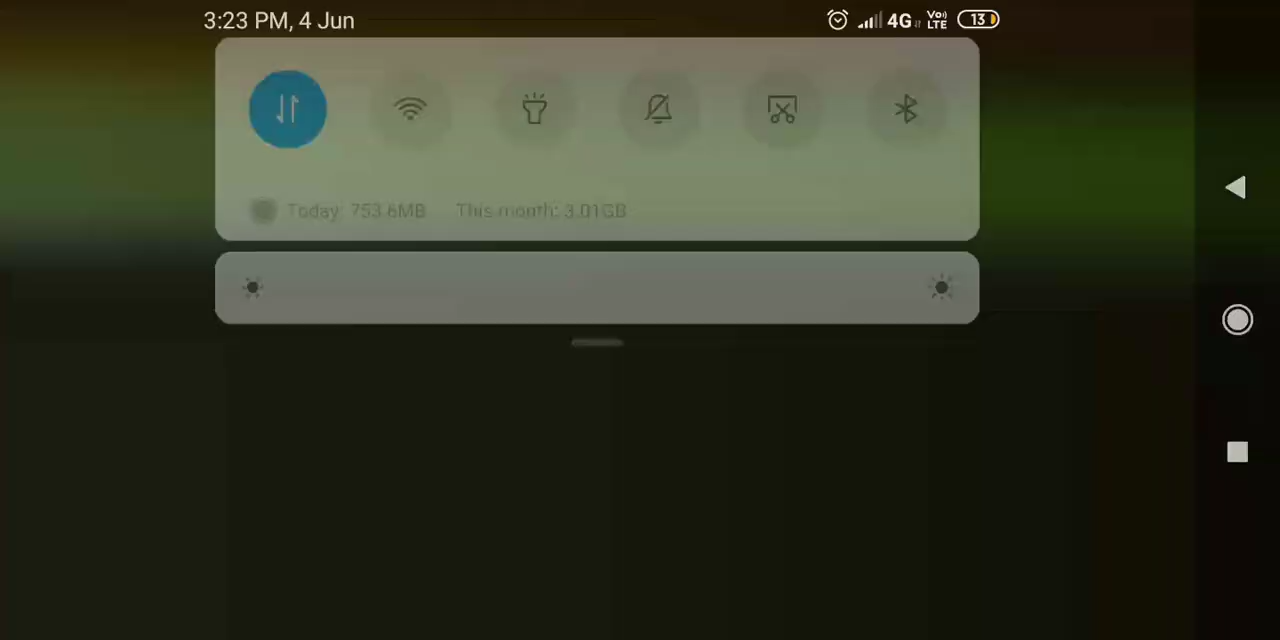 3:23 PM, 4 Jun 4G Vo) LTE 13
Today: 753.6MB This month: 3.01GB